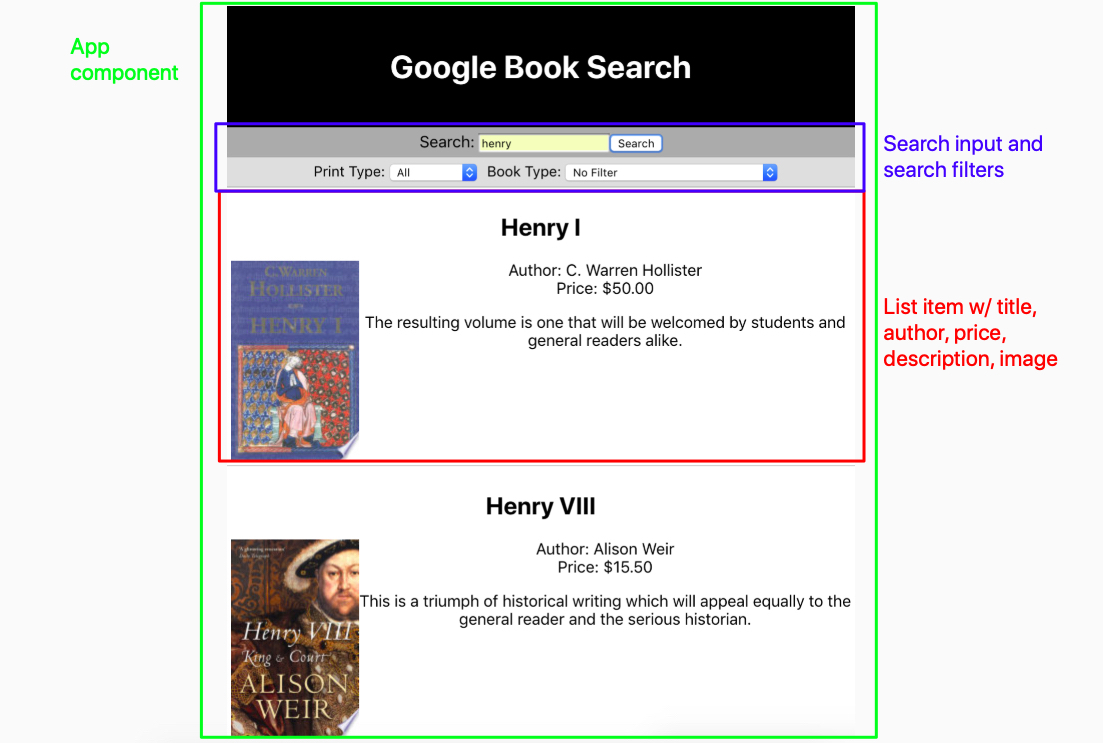 App
component
Google Book Search
Search: henry Search
Print Type: All Book Type: No Filter
Search input and
search filters
Henry I
C. WARREN
HOLLISTER
HENRY I
Author: C. Warren Hollister
Price: $50.00
The resulting volume is one that will be welcomed by students and
general readers alike.
List item w/ title,
author, price,
description, image
Henry VIII
Henry VIII
King & Court
ALISON
WEIR
Author: Alison Weir
Price: $15.50
This is a triumph of historical writing which will appeal equally to the
general reader and the serious historian.